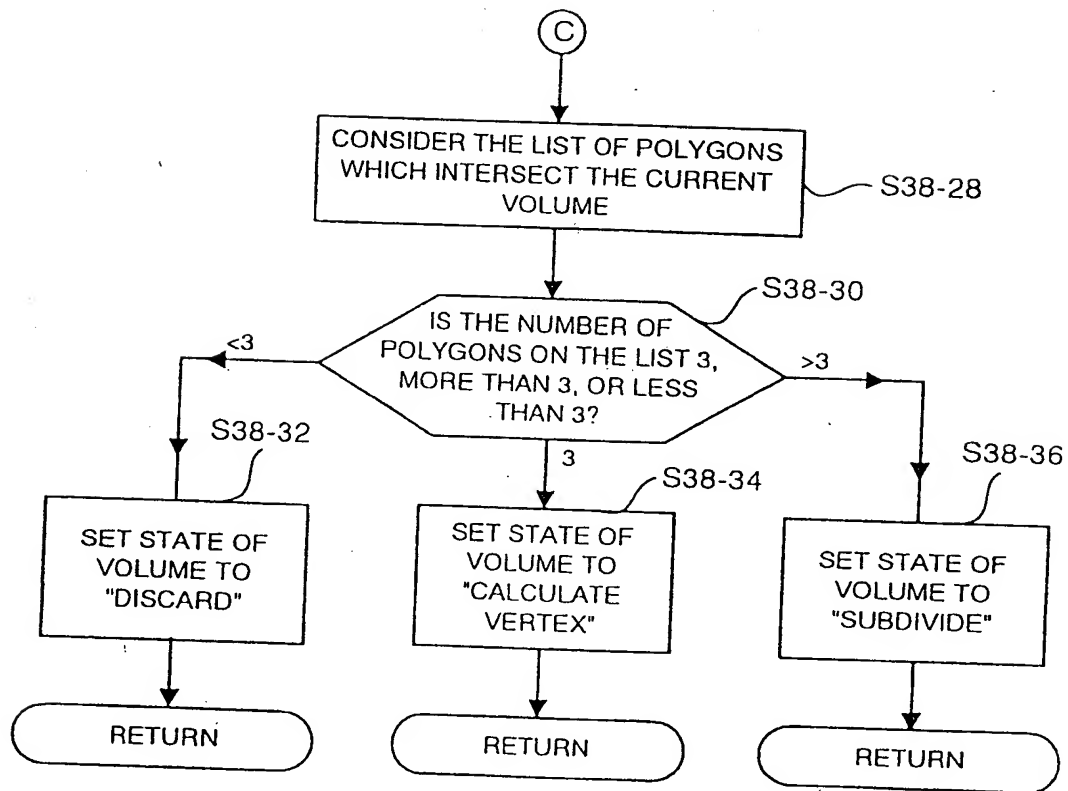 C
CONSIDER THE LIST OF POLYGONS
WHICH INTERSECT THE CURRENT
VOLUME
S38-28
S38-30
IS THE NUMBER OF
POLYGONS ON THE LIST 3,
MORE THAN 3, OR LESS
THAN 3?
<3
>3
3
S38-32
SET STATE OF
VOLUME TO
"DISCARD"
RETURN
S38-34
SET STATE OF
VOLUME TO
"CALCULATE
VERTEX"
RETURN
S38-36
SET STATE OF
VOLUME TO
"SUBDIVIDE"
RETURN